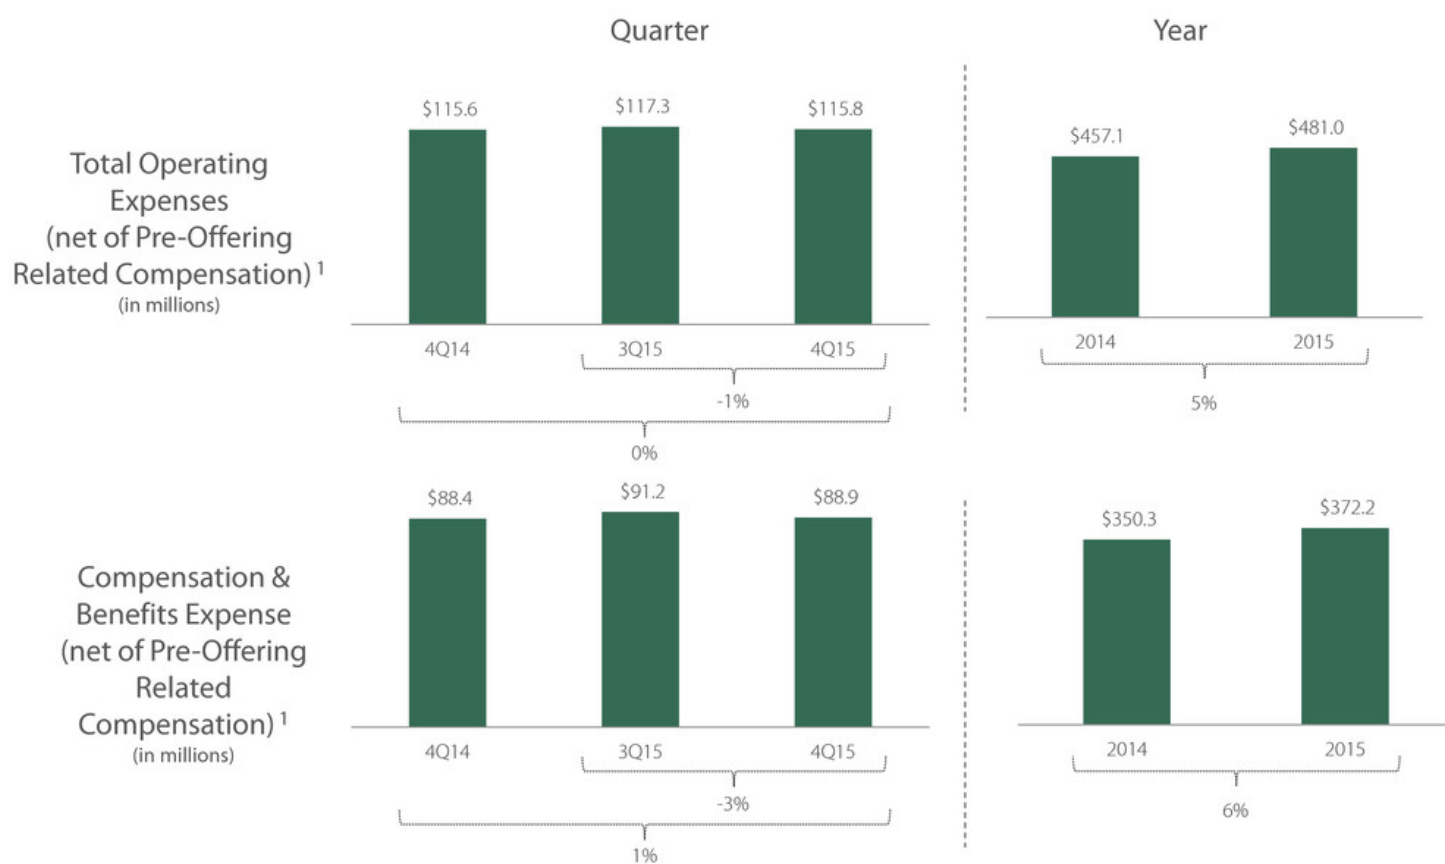 Quarter
Year
Total Operating
Expenses
(net of Pre-Offering
Related Compensation) 1
(in millions)
$115.6
$117.3
$115.8
4Q14
3Q15
4Q15
-1%
0%
$457.1
$481.0
2014
2015
5%
Compensation &
Benefits Expense
(net of Pre-Offering
Related
Compensation) 1
(in millions)
$88.4
$91.2
$88.9
4Q14
3Q15
4Q15
-3%
1%
$350.3
$372.2
2014
2015
6%